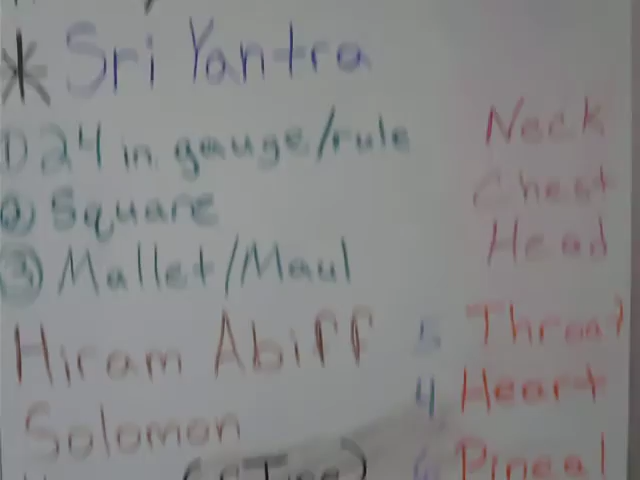 * Sri Yantra
① 24 in gauge/rule
② Square
③ Mallet/Maul
Neck
Chest
Head
Hiram Abiff
Solomon
5 Throat
4 Heart
6 Pineal